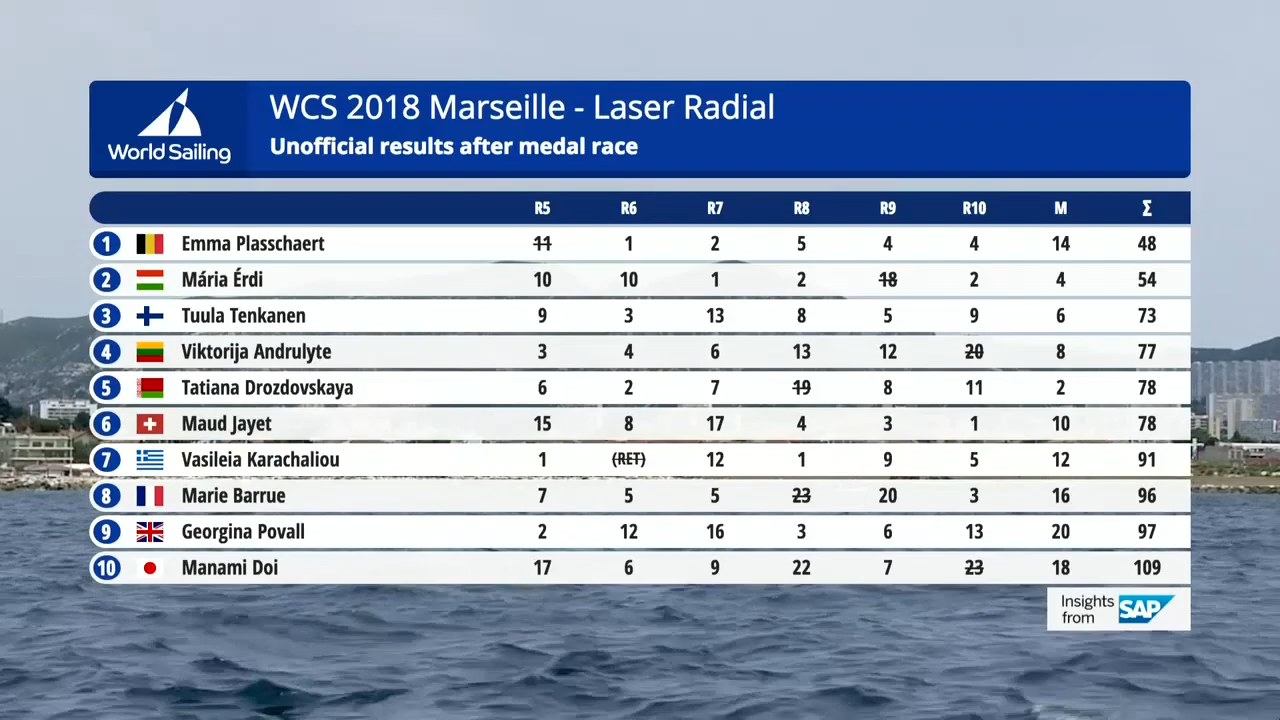 WCS 2018 Marseille - Laser Radial
World Sailing
Unofficial results after medal race
R5 R6 R7 R8 R9 R10 M Σ
1 Emma Plasschaert 11 1 2 5 4 4 14 48
2 Mária Érdi 10 10 1 2 18 2 4 54
3 Tuula Tenkanen 9 3 13 8 5 9 6 73
4 Viktorija Andrulyte 3 4 6 13 12 20 8 77
5 Tatiana Drozdovskaya 6 2 7 19 8 11 2 78
6 Maud Jayet 15 8 17 4 3 1 10 78
7 Vasileia Karachaliou 1 (RET) 12 1 9 5 12 91
8 Marie Barrue 7 5 5 23 20 3 16 96
9 Georgina Povall 2 12 16 3 6 13 20 97
10 Manami Doi 17 6 9 22 7 23 18 109
Insights
from SAP